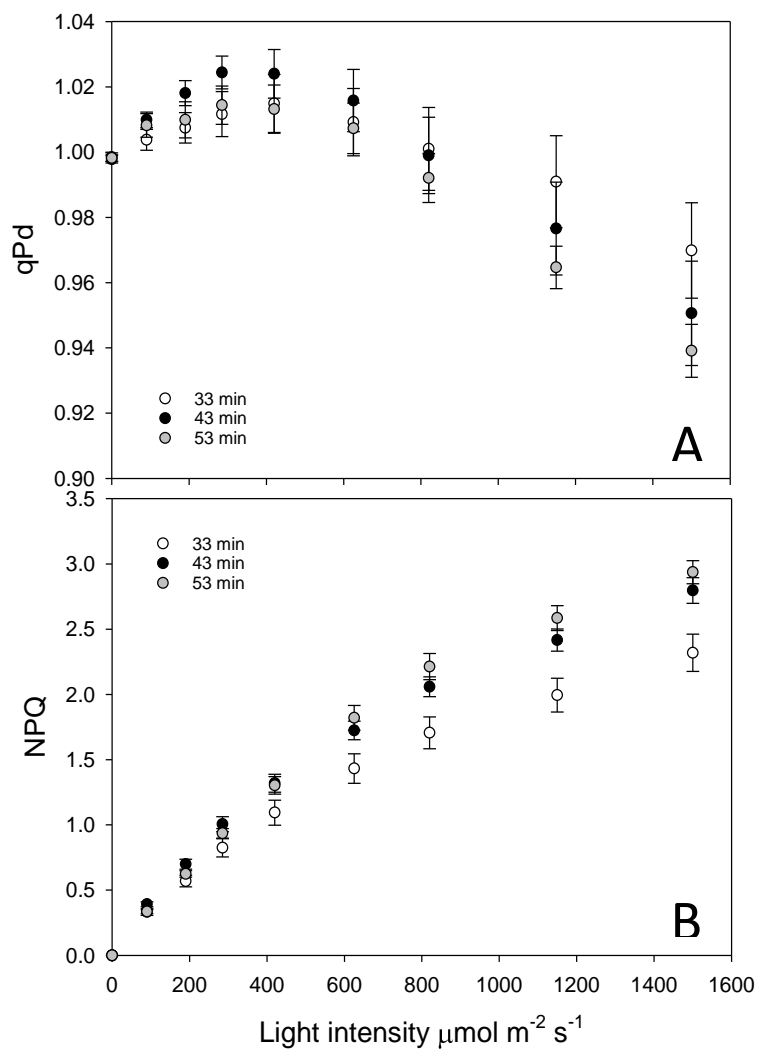 1.04
1.02
1.00
0.98
0.96
0.94
0.92
0.90
qPd
33 min
43 min
53 min
A
3.5
3.0
2.5
2.0
1.5
1.0
0.5
0.0
NPQ
33 min
43 min
53 min
B
0 200 400 600 800 1000 1200 1400 1600
Light intensity μmol m⁻² s⁻¹